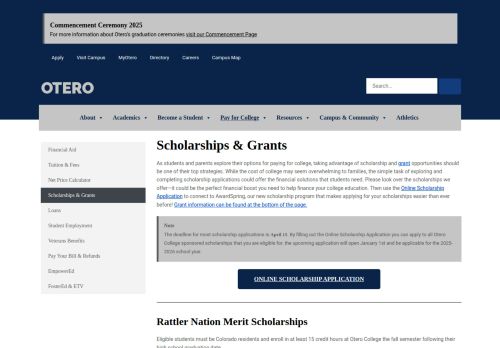 Commencement Ceremony 2025
For more information about Otero's graduation ceremonies visit our Commencement Page
Apply Visit Campus MyOtero Directory Careers Campus Map
OTERO
Search...
About Academics Become a Student Pay for College Resources Campus & Community Athletics
Financial Aid
Tuition & Fees
Net Price Calculator
Scholarships & Grants
Loans
Student Employment
Veterans Benefits
Pay Your Bill & Refunds
EmpowerEd
FosterEd & ETV
Scholarships & Grants
As students and parents explore their options for paying for college, taking advantage of scholarship and grant opportunities should
be one of their top strategies. While the cost of college may seem overwhelming to families, the simple task of exploring and
completing scholarship applications could offer the financial solutions that students need. Please look over the scholarships we
offer—it could be the perfect financial boost you need to help finance your college education. Then use the Online Scholarship
Application to connect to AwardSpring, our new scholarship program that makes applying for your scholarships easier than ever
before! Grant information can be found at the bottom of the page.
Note
The deadline for most scholarship applications is April 15. By filling out the Online Scholarship Application you can apply to all Otero
College sponsored scholarships that you are eligible for. the upcoming application will open January 1st and be applicable for the 2025-
2026 school year.
ONLINE SCHOLARSHIP APPLICATION
Rattler Nation Merit Scholarships
Eligible students must be Colorado residents and enroll in at least 15 credit hours at Otero College the fall semester following their
high school graduation date.